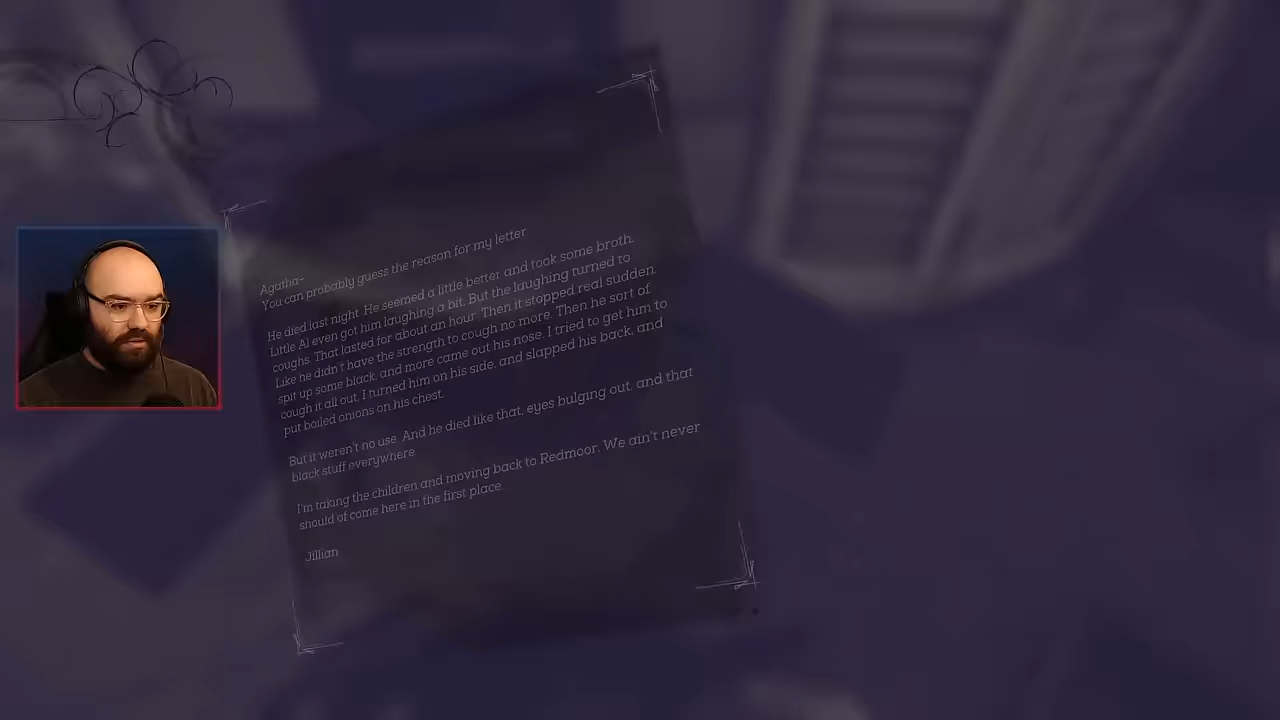 Agatha-
You can probably guess the reason for my letter.
He died last night. He seemed a little better and took some broth.
Little Al even got him laughing a bit. But the laughing turned to
coughs. That lasted for about an hour. Then it stopped real sudden.
Like he didn't have the strength to cough no more. Then he sort of
spit up some black, and more came out his nose. I tried to get him to
cough it all out. I turned him on his side, and slapped his back, and
put boiled onions on his chest.
But it weren't no use. And he died like that, eyes bulging out, and that
black stuff everywhere.
I'm taking the children and moving back to Redmoor. We ain't never
should of come here in the first place.
Jillian